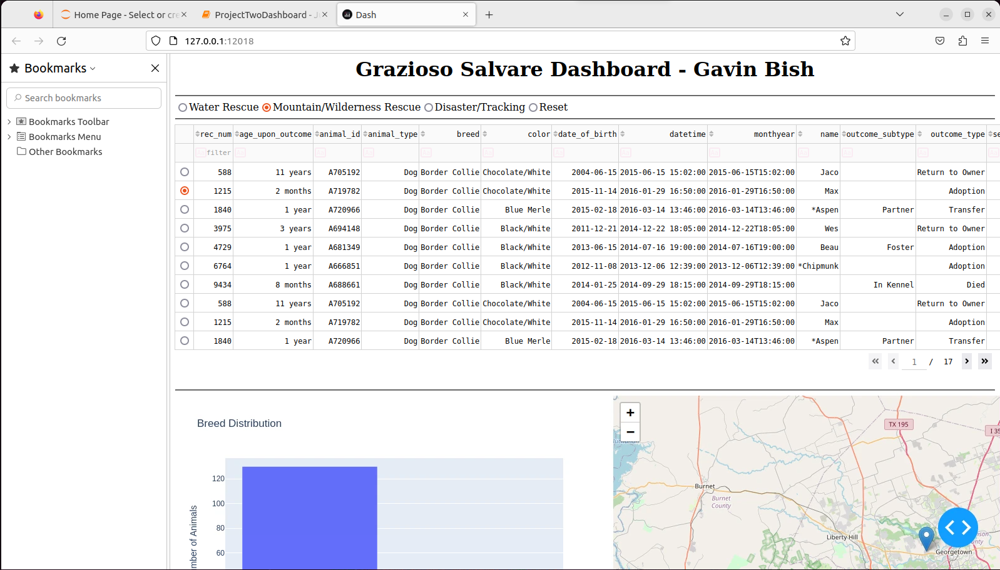 Home Page - Select or cre
ProjectTwoDashboard - J
Dash
127.0.0.1:12018
Bookmarks
Search bookmarks
Bookmarks Toolbar
Bookmarks Menu
Other Bookmarks
Grazioso Salvare Dashboard - Gavin Bish
Water Rescue Mountain/Wilderness Rescue Disaster/Tracking Reset
rec_num age_upon_outcome animal_id animal_type breed color date_of_birth datetime monthyear name outcome_subtype outcome_type se
Aa filter Aa Aa Aa Aa Aa Aa Aa Aa Aa Aa Aa Aa
588 11 years A705192 Dog Border Collie Chocolate/White 2004-06-15 2015-06-15 15:02:00 2015-06-15T15:02:00 Jaco Return to Owner
1215 2 months A719782 Dog Border Collie Chocolate/White 2015-11-14 2016-01-29 16:50:00 2016-01-29T16:50:00 Max Adoption
1840 1 year A720966 Dog Border Collie Blue Merle 2015-02-18 2016-03-14 13:46:00 2016-03-14T13:46:00 *Aspen Partner Transfer
3975 3 years A694148 Dog Border Collie Black/White 2011-12-21 2014-12-22 18:05:00 2014-12-22T18:05:00 Wes Return to Owner
4729 1 year A681349 Dog Border Collie Black/White 2013-06-15 2014-07-16 19:00:00 2014-07-16T19:00:00 Beau Foster Adoption
6764 1 year A666851 Dog Border Collie Black/White 2012-11-08 2013-12-06 12:39:00 2013-12-06T12:39:00 *Chipmunk Adoption
9434 8 months A688661 Dog Border Collie Black/White 2014-01-25 2014-09-29 18:15:00 2014-09-29T18:15:00 In Kennel Died
588 11 years A705192 Dog Border Collie Chocolate/White 2004-06-15 2015-06-15 15:02:00 2015-06-15T15:02:00 Jaco Return to Owner
1215 2 months A719782 Dog Border Collie Chocolate/White 2015-11-14 2016-01-29 16:50:00 2016-01-29T16:50:00 Max Adoption
1840 1 year A720966 Dog Border Collie Blue Merle 2015-02-18 2016-03-14 13:46:00 2016-03-14T13:46:00 *Aspen Partner Transfer
1 / 17
Breed Distribution
120
100
80
60
mber of Animals
+
−
TX 195
I 35
Burnet
Burnet
County
Liberty Hill
Georgetown